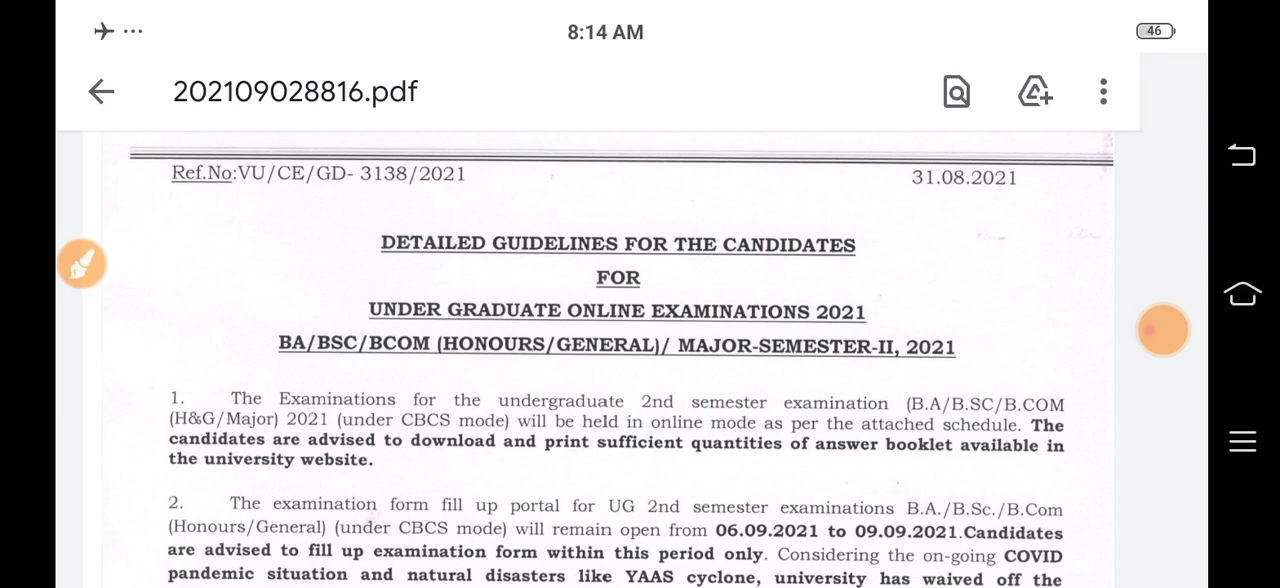 8:14 AM
46
202109028816.pdf
Ref.No:VU/CE/GD- 3138/2021
31.08.2021
DETAILED GUIDELINES FOR THE CANDIDATES
FOR
UNDER GRADUATE ONLINE EXAMINATIONS 2021
BA/BSC/BCOM (HONOURS/GENERAL)/ MAJOR-SEMESTER-II, 2021
1. The Examinations for the undergraduate 2nd semester examination (B.A/B.SC/B.COM
(H&G/Major) 2021 (under CBCS mode) will be held in online mode as per the attached schedule. The
candidates are advised to download and print sufficient quantities of answer booklet available in
the university website.
2. The examination form fill up portal for UG 2nd semester examinations B.A./B.Sc./B.Com
(Honours/General) (under CBCS mode) will remain open from 06.09.2021 to 09.09.2021.Candidates
are advised to fill up examination form within this period only. Considering the on-going COVID
pandemic situation and natural disasters like YAAS cyclone, university has waived off the